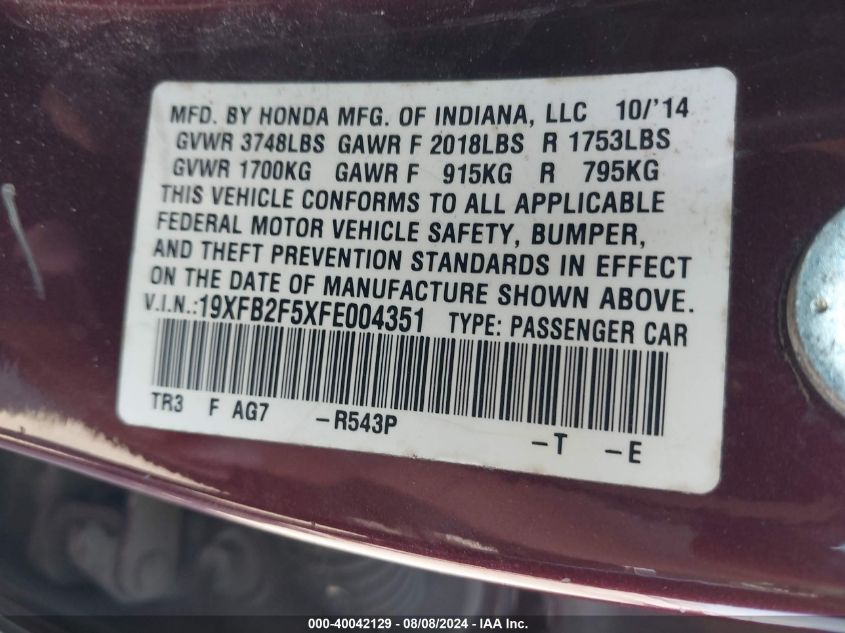 MFD. BY HONDA MFG. OF INDIANA, LLC 10/'14
GVWR 3748LBS GAWR F 2018LBS R 1753LBS
GVWR 1700KG GAWR F 915KG R 795KG
THIS VEHICLE CONFORMS TO ALL APPLICABLE
FEDERAL MOTOR VEHICLE SAFETY, BUMPER,
AND THEFT PREVENTION STANDARDS IN EFFECT
ON THE DATE OF MANUFACTURE SHOWN ABOVE.
V.I.N.:19XFB2F5XFE004351 TYPE: PASSENGER CAR
TR3 F AG7 -R543P -T -E
000-40042129 - 08/08/2024 - IAAI Inc.